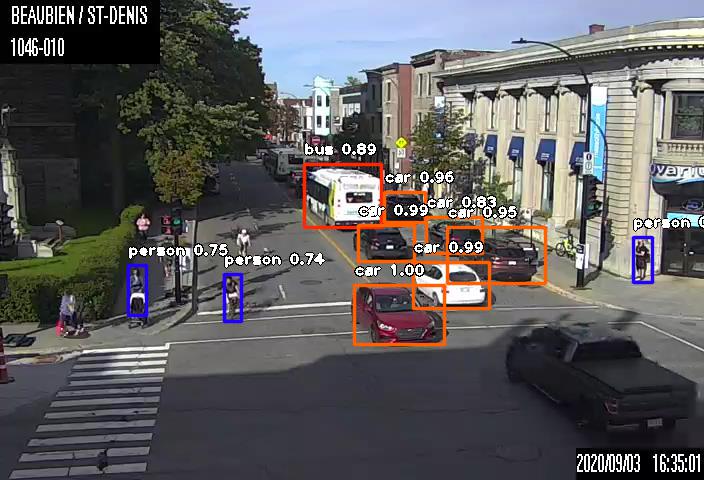 BEAUBIEN / ST-DENIS
1046-010
bus 0.89
car 0.96
car 0.83
car 0.99
car 0.95
person 0
person 0.75
person 0.74
car 0.99
car 1.00
2020/09/03 16:35:01